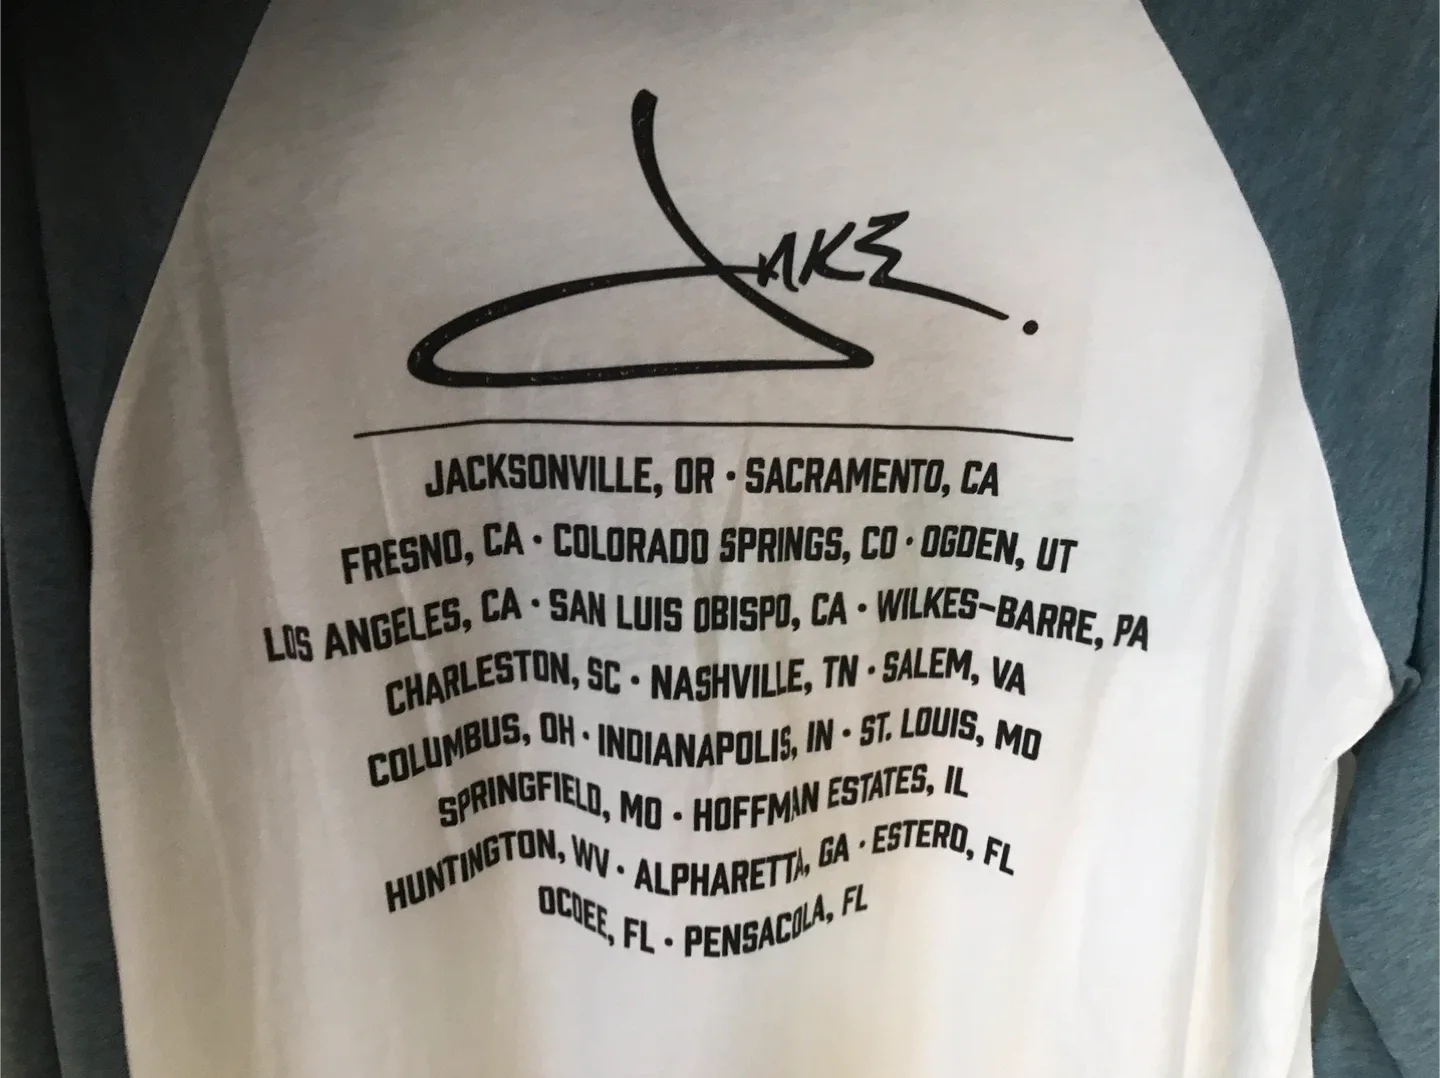 JAKE.
JACKSONVILLE, OR · SACRAMENTO, CA
FRESNO, CA · COLORADO SPRINGS, CO · OGDEN, UT
LOS ANGELES, CA · SAN LUIS OBISPO, CA · WILKES-BARRE, PA
CHARLESTON, SC · NASHVILLE, TN · SALEM, VA
COLUMBUS, OH · INDIANAPOLIS, IN · ST. LOUIS, MO
SPRINGFIELD, MO · HOFFMAN ESTATES, IL
HUNTINGTON, WV · ALPHARETTA, GA · ESTERO, FL
OCOEE, FL · PENSACOLA, FL